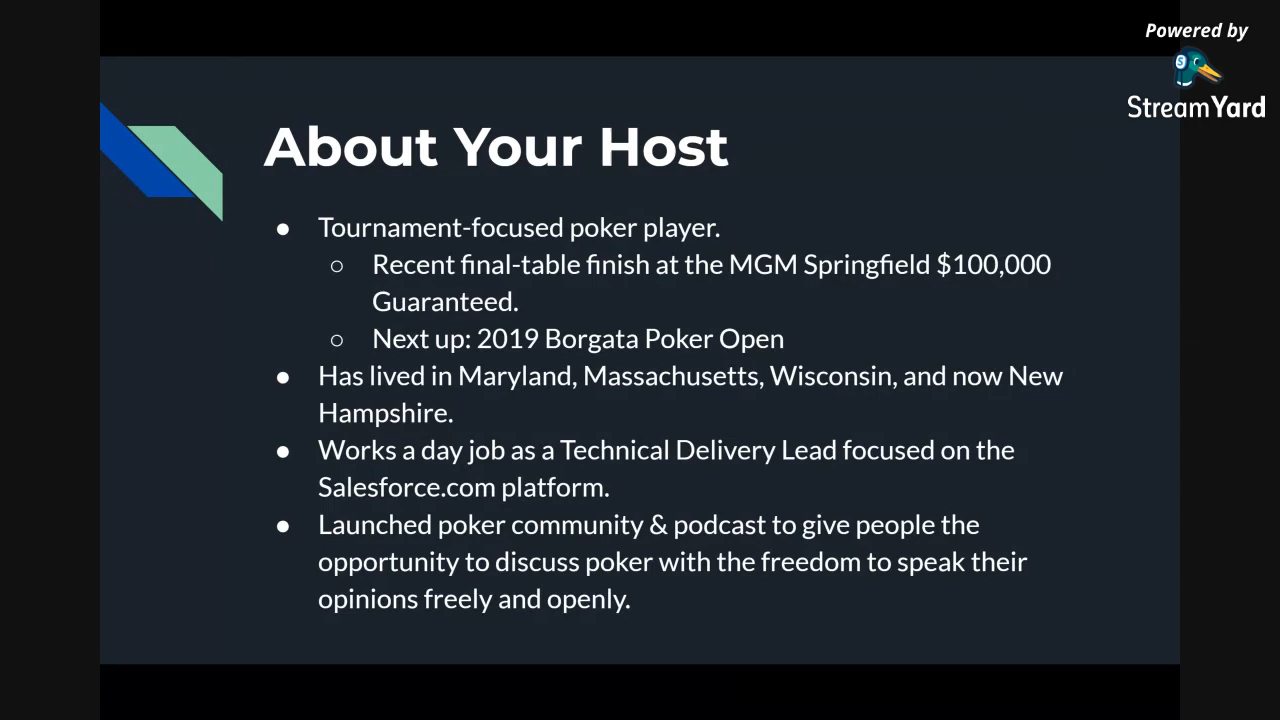 Powered by
StreamYard
About Your Host
● Tournament-focused poker player.
○ Recent final-table finish at the MGM Springfield $100,000
Guaranteed.
○ Next up: 2019 Borgata Poker Open
● Has lived in Maryland, Massachusetts, Wisconsin, and now New
Hampshire.
● Works a day job as a Technical Delivery Lead focused on the
Salesforce.com platform.
● Launched poker community & podcast to give people the
opportunity to discuss poker with the freedom to speak their
opinions freely and openly.